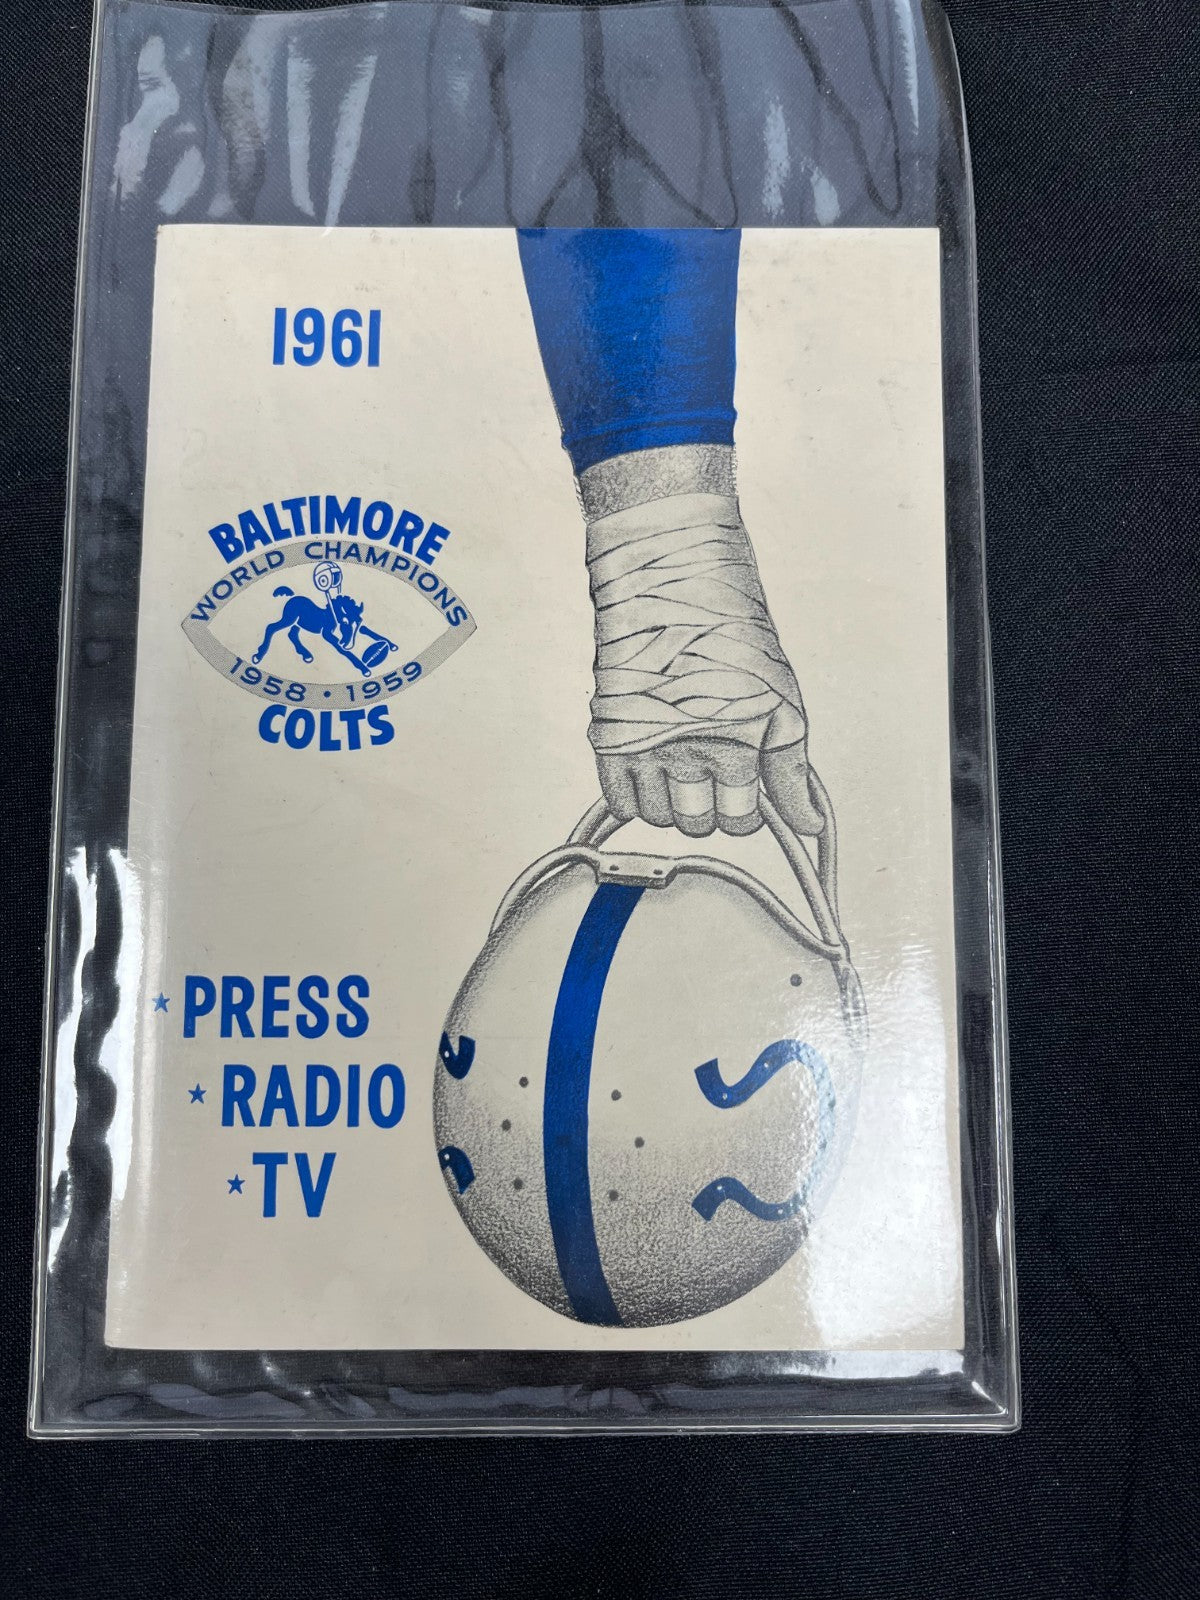 1961
BALTIMORE
WORLD CHAMPIONS
1958 · 1959
COLTS
★ PRESS
★ RADIO
★ TV